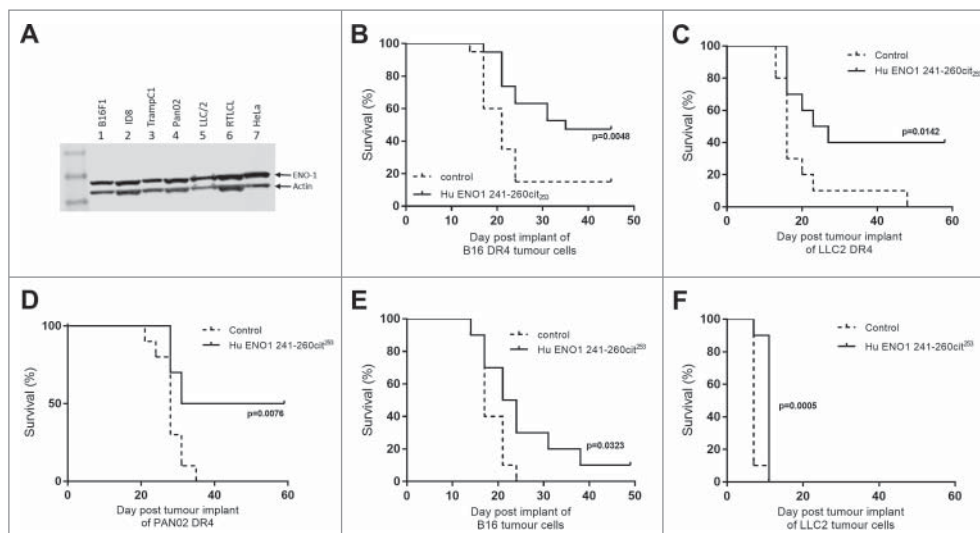 A
B16F1
ID8
TrampC1
Pan02
LLC/2
RTLCL
HeLa
1 2 3 4 5 6 7
ENO-1
Actin
B
Survival (%)
100
80
60
40
20
0
p=0.0048
control
Hu ENO1 241-260cit253
0 10 20 30 40 50
Day post implant of
B16 DR4 tumour cells
C
Survival (%)
100
80
60
40
20
0
Control
Hu ENO1 241-260cit253
p=0.0142
0 20 40 60
Day post tumour implant
of LLC2 DR4
D
Survival (%)
100
50
0
Control
Hu ENO1 241-260cit253
p=0.0076
0 20 40 60
Day post tumour implant
of PAN02 DR4
E
Survival (%)
100
80
60
40
20
0
control
Hu ENO1 241-260cit253
p=0.0323
0 10 20 30 40 50
Day post implant of
B16 tumour cells
F
Survival (%)
100
80
60
40
20
0
Control
Hu ENO1 241-260cit253
p=0.0005
0 20 40 60
Day post tumour implant
of LLC2 tumour cells